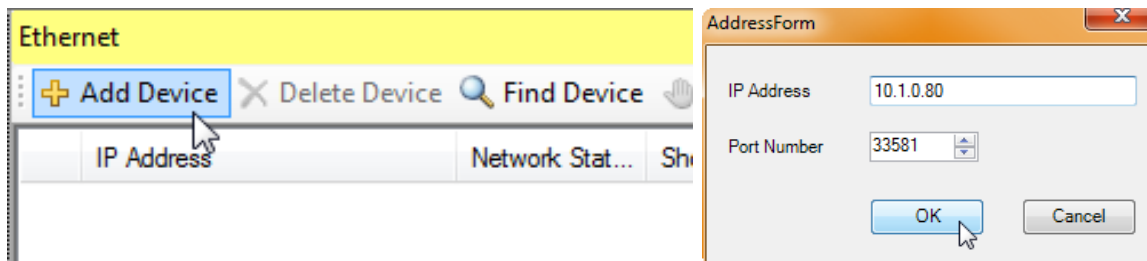 Ethernet
Add Device Delete Device Find Device
IP Address Network Stat...
AddressForm
IP Address 10.1.0.80
Port Number 33581
OK Cancel